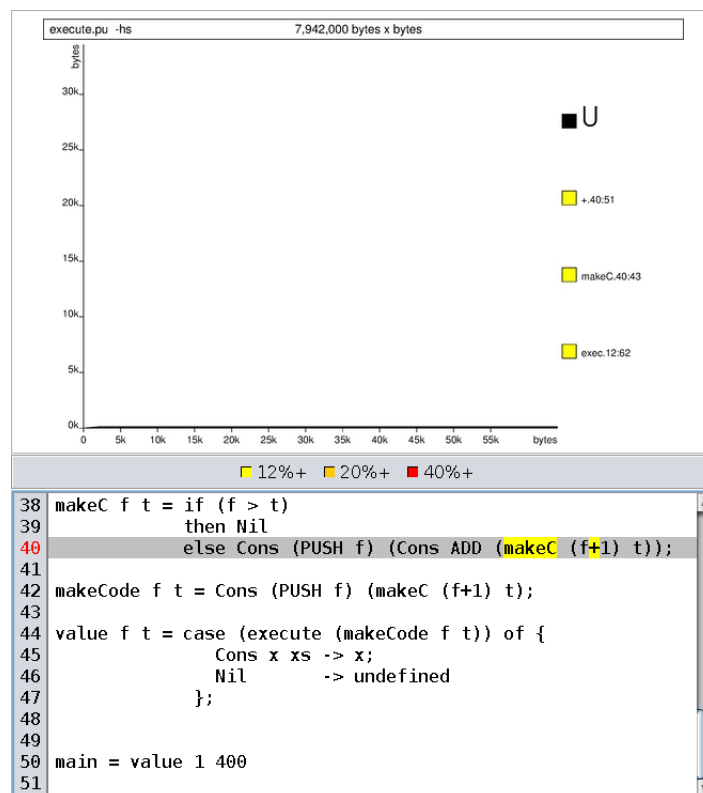 execute.pu -hs 7,942,000 bytes x bytes
bytes
30k
25k
20k
15k
10k
5k
0k
0 5k 10k 15k 20k 25k 30k 35k 40k 45k 50k 55k bytes
U
+.40:51
makeC.40:43
exec.12:62
12%+ 20%+ 40%+
38 makeC f t = if (f > t)
39 then Nil
40 else Cons (PUSH f) (Cons ADD (makeC (f+1) t));
41
42 makeCode f t = Cons (PUSH f) (makeC (f+1) t);
43
44 value f t = case (execute (makeCode f t)) of {
45 Cons x xs -> x;
46 Nil -> undefined
47 };
48
49
50 main = value 1 400
51